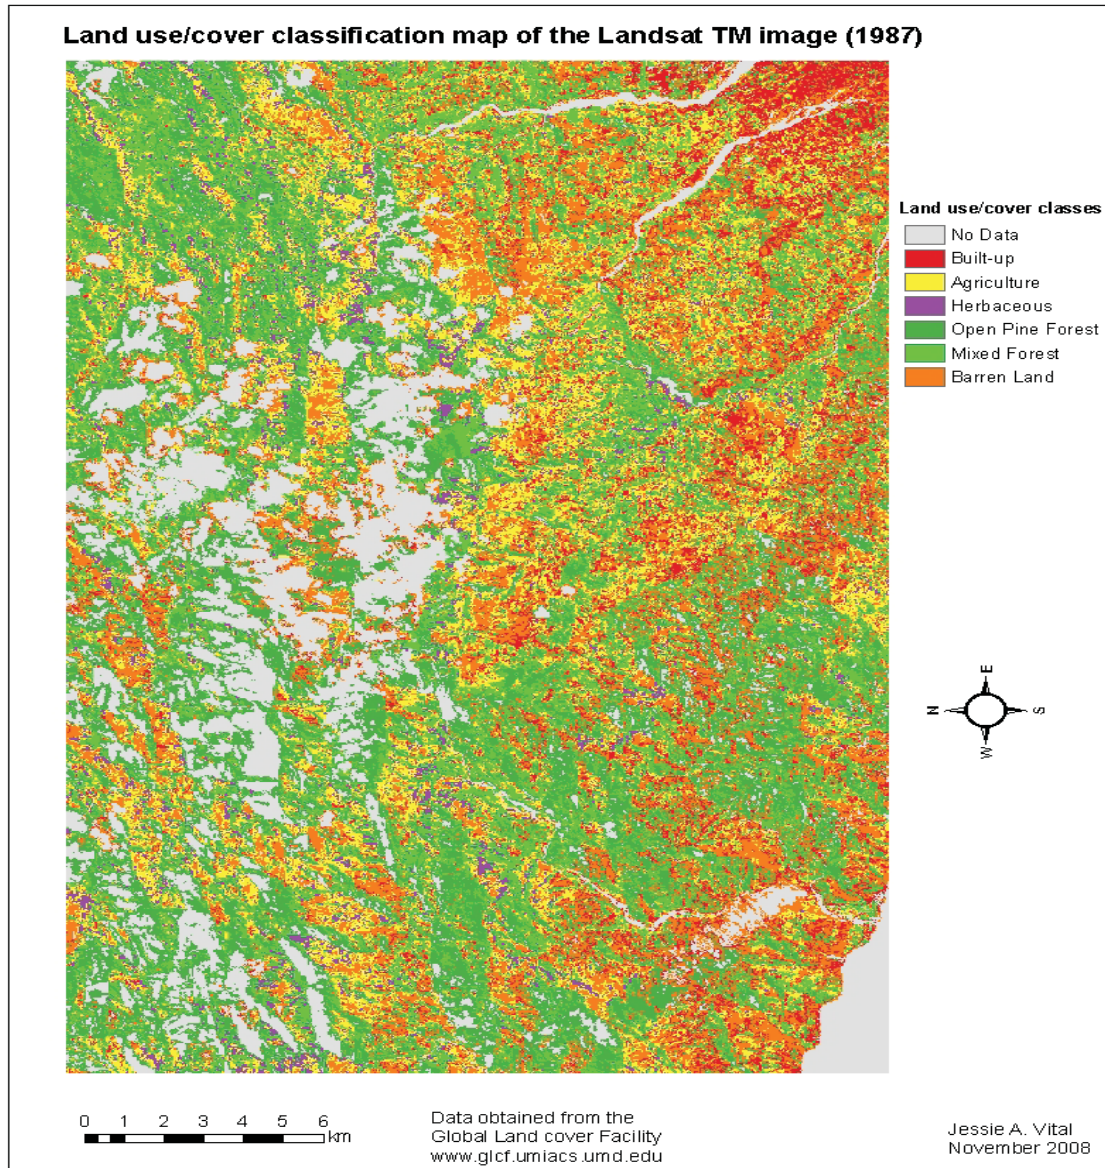 Land use/cover classification map of the Landsat TM image (1987)
Land use/cover classes
No Data
Built-up
Agriculture
Herbaceous
Open Pine Forest
Mixed Forest
Barren Land
E
N
S
W
0 1 2 3 4 5 6
km
Data obtained from the
Global Land cover Facility
www.glcf.umiacs.umd.edu
Jessie A. Vital
November 2008